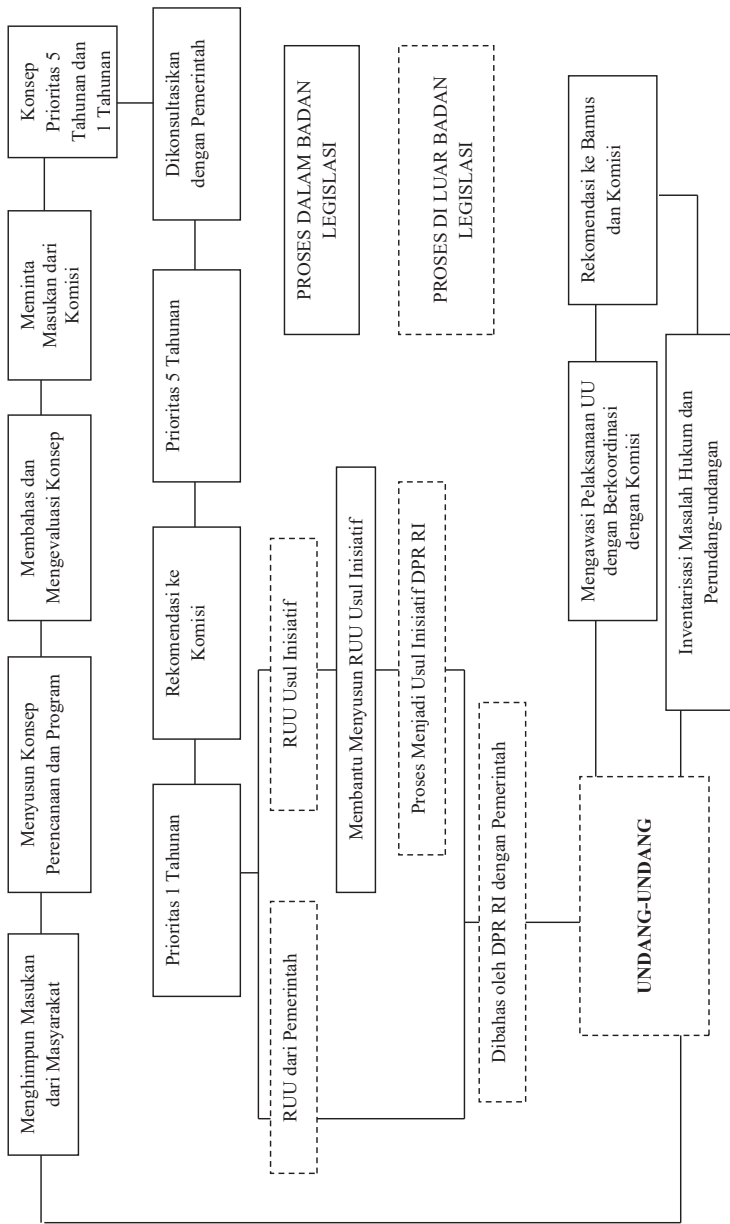 Menghimpun Masukan
dari Masyarakat
Menyusun Konsep
Perencanaan dan Program
Membahas dan
Mengevaluasi Konsep
Meminta
Masukan dari
Komisi
Konsep
Prioritas 5
Tahunan dan
1 Tahunan
Prioritas 1 Tahunan
Rekomendasi ke
Komisi
Prioritas 5 Tahunan
Dikonsultasikan
dengan Pemerintah
RUU dari Pemerintah
RUU Usul Inisiatif
Membantu Menyusun RUU Usul Inisiatif
Proses Menjadi Usul Inisiatif DPR RI
Dibahas oleh DPR RI dengan Pemerintah
PROSES DALAM BADAN
LEGISLASI
PROSES DI LUAR BADAN
LEGISLASI
UNDANG-UNDANG
Mengawasi Pelaksanaan UU
dengan Berkoordinasi
dengan Komisi
Rekomendasi ke Bamus
dan Komisi
Inventarisasi Masalah Hukum dan
Perundang-undangan